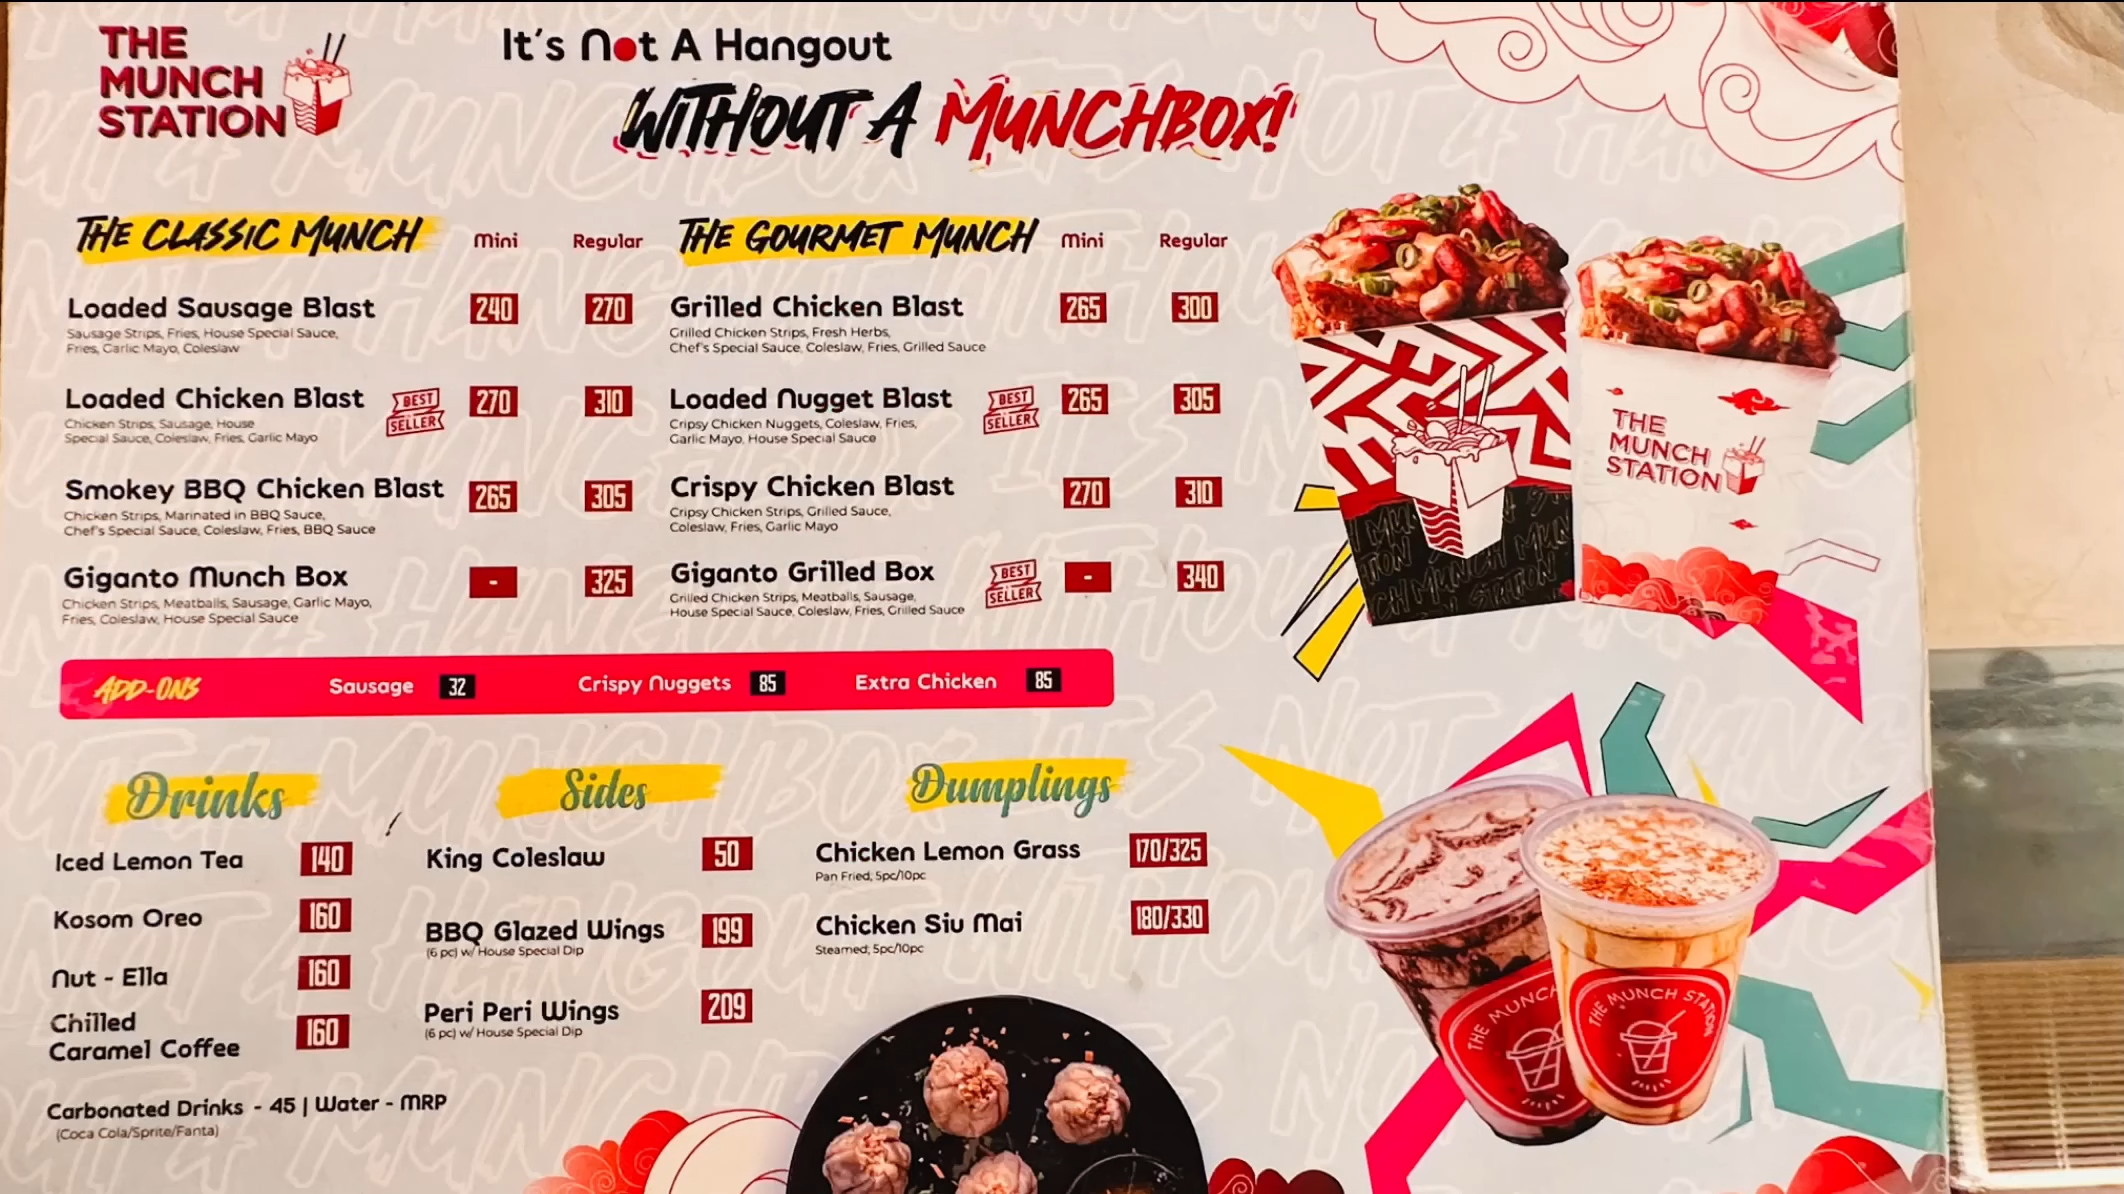 THE
MUNCH
STATION
It's Not A Hangout
WITHOUT A MUNCHBOX!
THE CLASSIC MUNCH Mini Regular
Loaded Sausage Blast 240 270
Sausage Strips, Fries, House Special Sauce,
Fries, Garlic Mayo, Coleslaw
Loaded Chicken Blast BEST SELLER 270 310
Chicken Strips, Sausage, House
Special Sauce, Coleslaw, Fries, Garlic Mayo
Smokey BBQ Chicken Blast 265 305
Chicken Strips, Marinated in BBQ Sauce,
Chef's Special Sauce, Coleslaw, Fries, BBQ Sauce
Giganto Munch Box - 325
Chicken Strips, Meatballs, Sausage, Garlic Mayo,
Fries, Coleslaw, House Special Sauce
THE GOURMET MUNCH Mini Regular
Grilled Chicken Blast 265 300
Grilled Chicken Strips, Fresh Herbs,
Chef's Special Sauce, Coleslaw, Fries, Grilled Sauce
Loaded Nugget Blast BEST SELLER 265 305
Cripsy Chicken Nuggets, Coleslaw, Fries,
Garlic Mayo, House Special Sauce
Crispy Chicken Blast 270 310
Cripsy Chicken Strips, Grilled Sauce,
Coleslaw, Fries, Garlic Mayo
Giganto Grilled Box BEST SELLER - 340
Grilled Chicken Strips, Meatballs, Sausage,
House Special Sauce, Coleslaw, Fries, Grilled Sauce
ADD-ONS Sausage 32 Crispy Nuggets 85 Extra Chicken 85
Drinks
Iced Lemon Tea 140
Kosom Oreo 160
Nut - Ella 160
Chilled
Caramel Coffee 160
Carbonated Drinks - 45 | Water - MRP
(Coca Cola/Sprite/Fanta)
Sides
King Coleslaw 50
BBQ Glazed Wings 199
(6 pc) w/ House Special Dip
Peri Peri Wings 209
(6 pc) w/ House Special Dip
Dumplings
Chicken Lemon Grass 170/325
Pan Fried, 5pc/10pc
Chicken Siu Mai 180/330
Steamed, 5pc/10pc
THE
MUNCH
STATION
THE MUNCH
THE MUNCH STATION